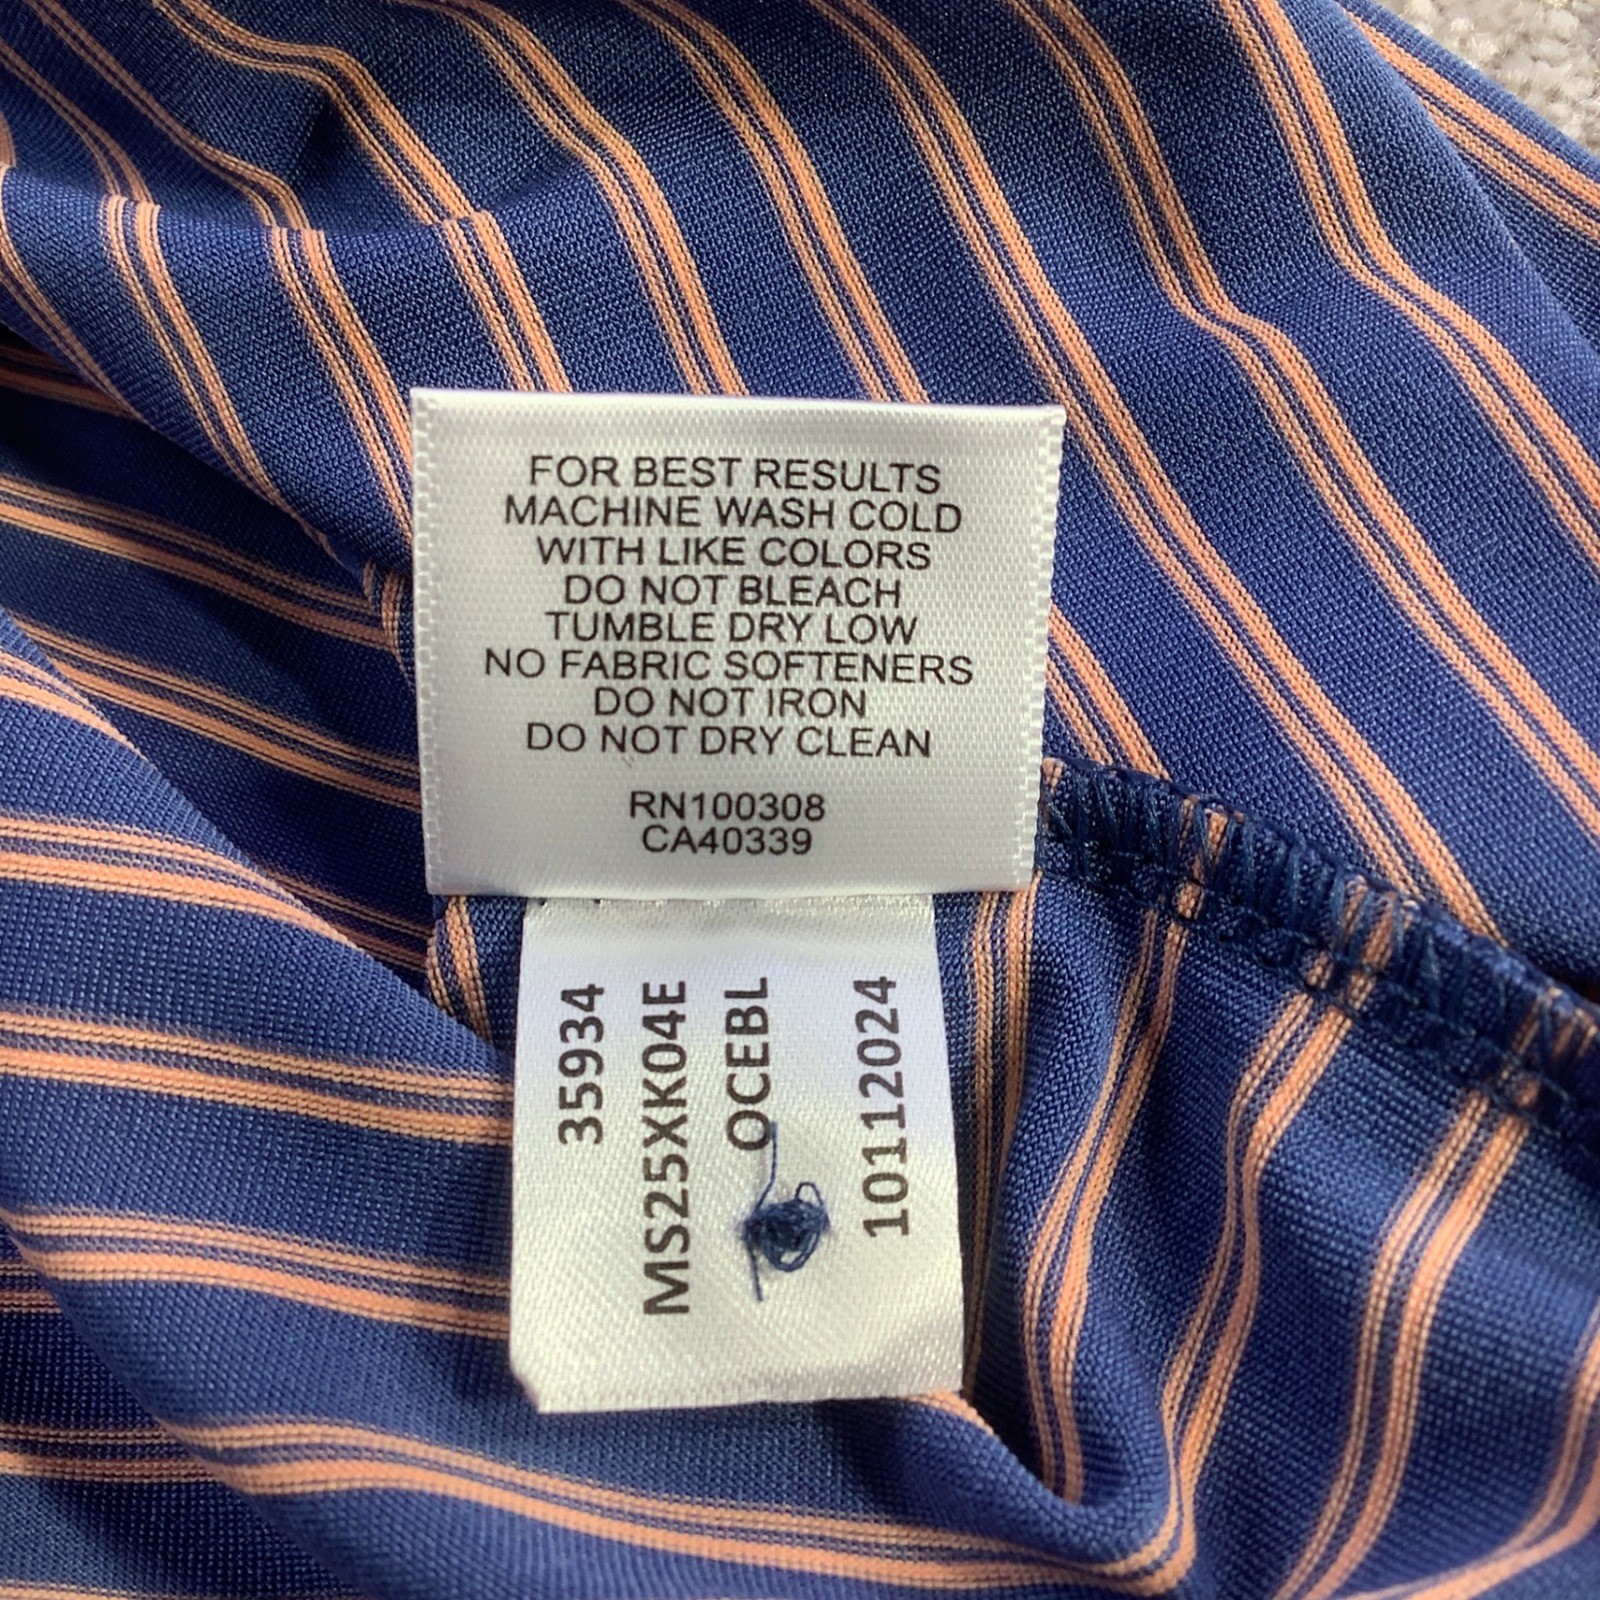 FOR BEST RESULTS
MACHINE WASH COLD
WITH LIKE COLORS
DO NOT BLEACH
TUMBLE DRY LOW
NO FABRIC SOFTENERS
DO NOT IRON
DO NOT DRY CLEAN
RN100308
CA40339
35934
MS25XK04E
OCEBL
10112024